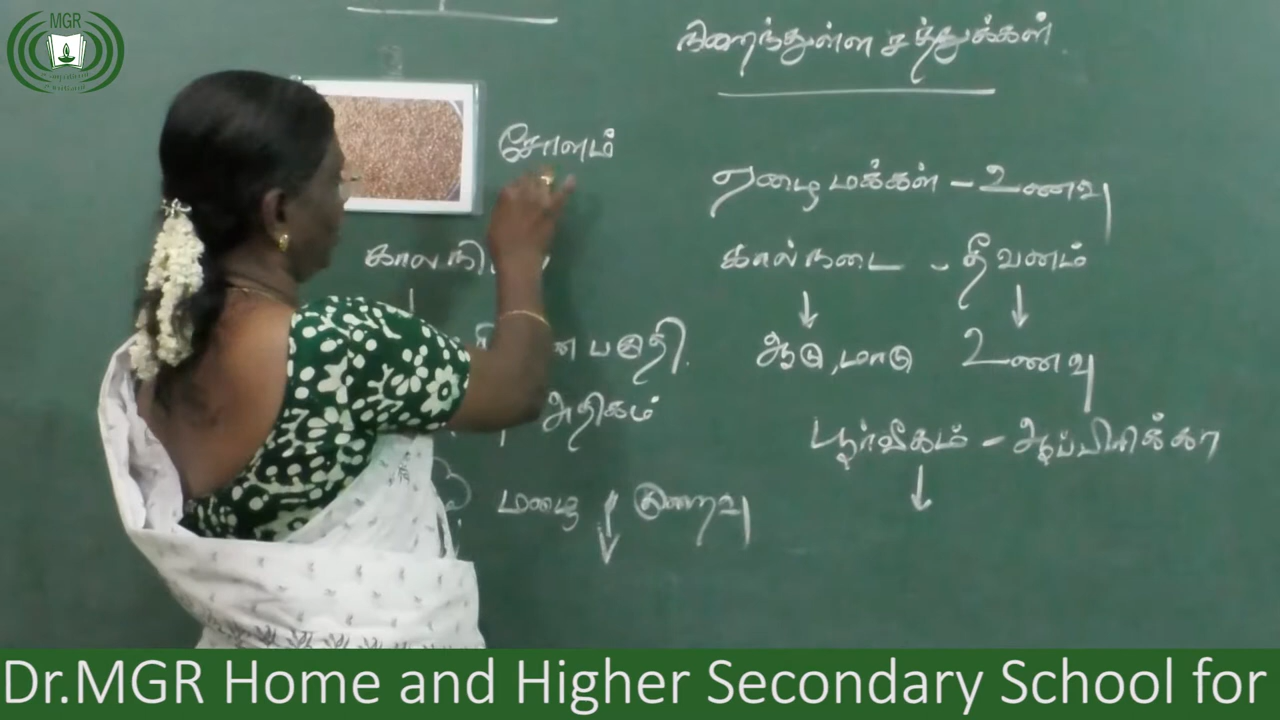 MGR
நிறைந்துள்ள சத்துக்கள்
சோளம்
ஏழை மக்கள் – உணவு
கால்நடை - தீவனம்
பகுதி.
ஆடு, மாடு உணவு
அதிகம்
பூர்வீகம் – ஆப்பிரிக்கா
மழை ↓ குறைவு
Dr.MGR Home and Higher Secondary School for